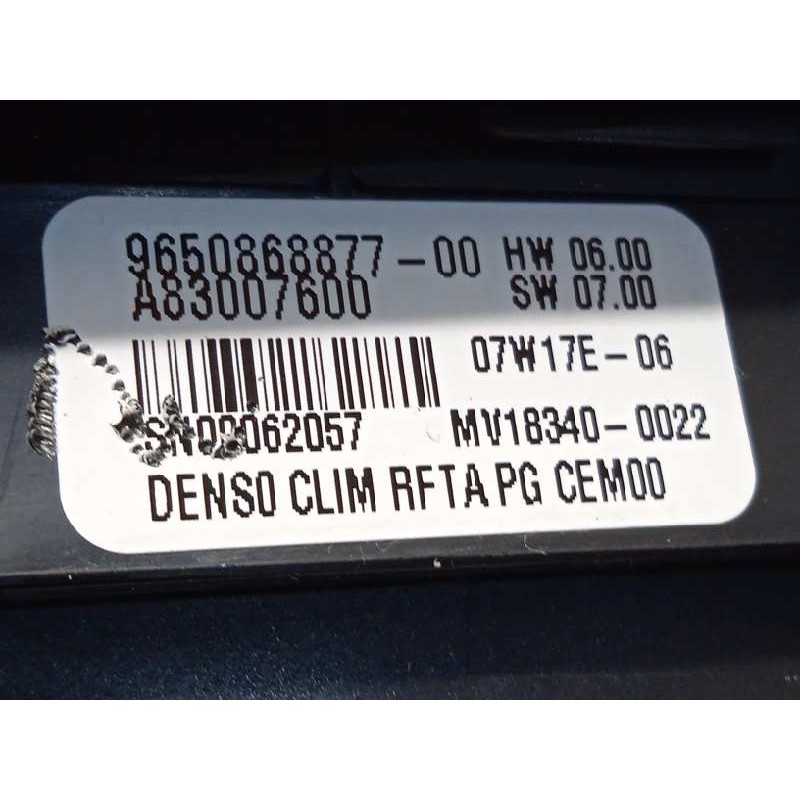 9650868877-00 HW 06.00
A83007600 SW 07.00
07W17E-06
MV18340-0022
DENSO CLIM RFTA PG CEM00